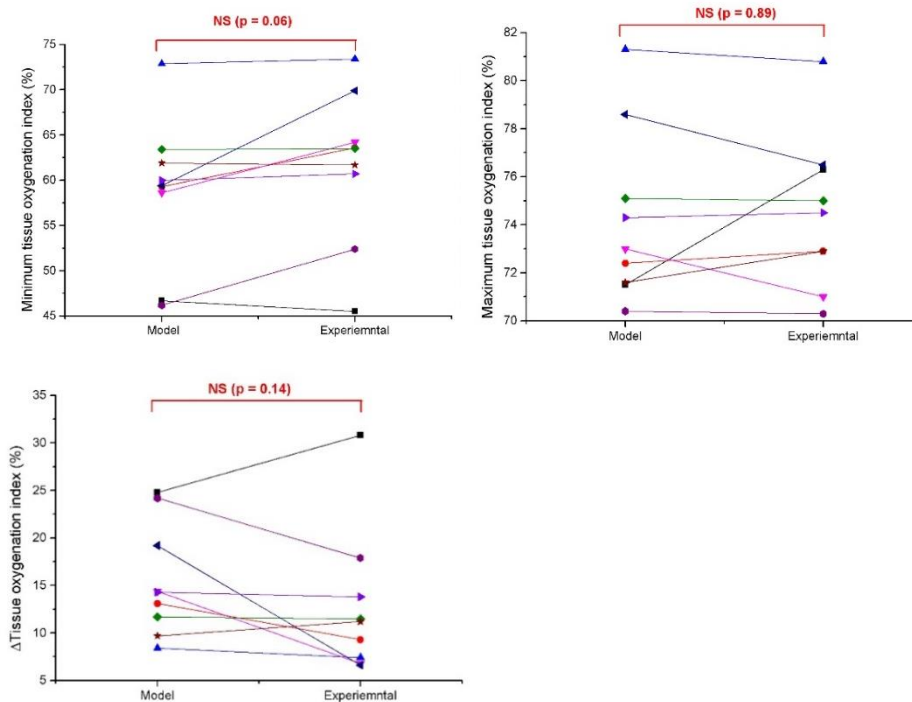 NS (p = 0.06)
Minimum tissue oxygenation index (%)
75
70
65
60
55
50
45
Model
Experiemntal
NS (p = 0.89)
Maximum tissue oxygenation index (%)
82
80
78
76
74
72
70
Model
Experiemntal
NS (p = 0.14)
ΔTissue oxygenation index (%)
35
30
25
20
15
10
5
Model
Experiemntal